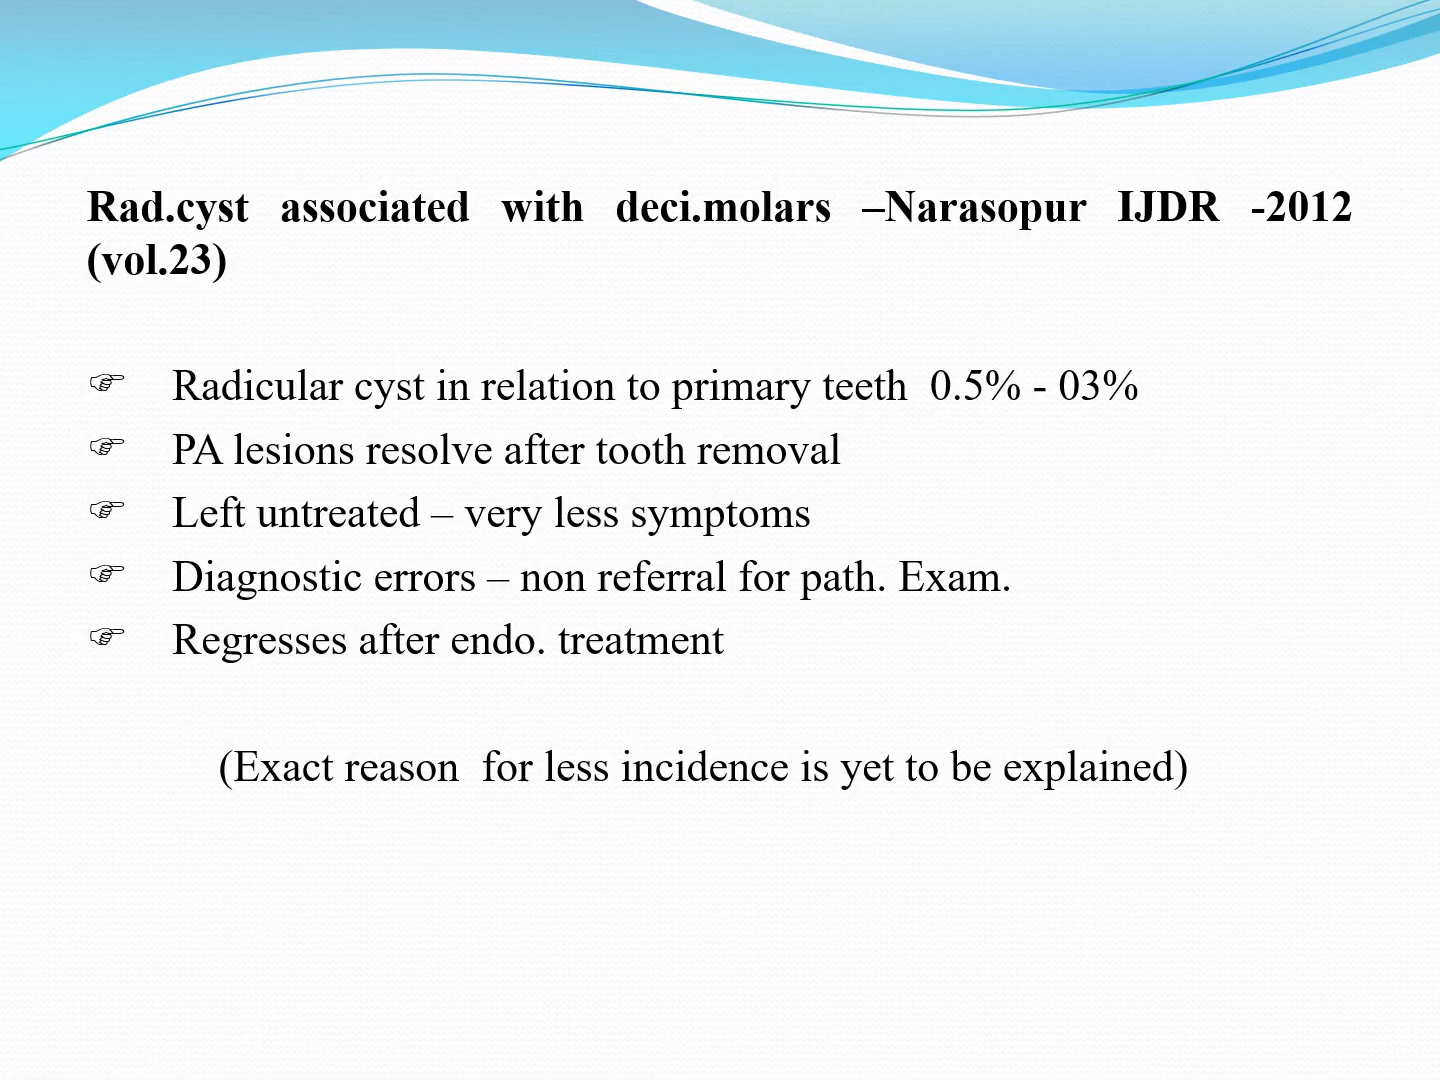 Rad.cyst associated with deci.molars –Narasopur IJDR -2012
(vol.23)
☞ Radicular cyst in relation to primary teeth 0.5% - 03%
☞ PA lesions resolve after tooth removal
☞ Left untreated – very less symptoms
☞ Diagnostic errors – non referral for path. Exam.
☞ Regresses after endo. treatment
(Exact reason for less incidence is yet to be explained)